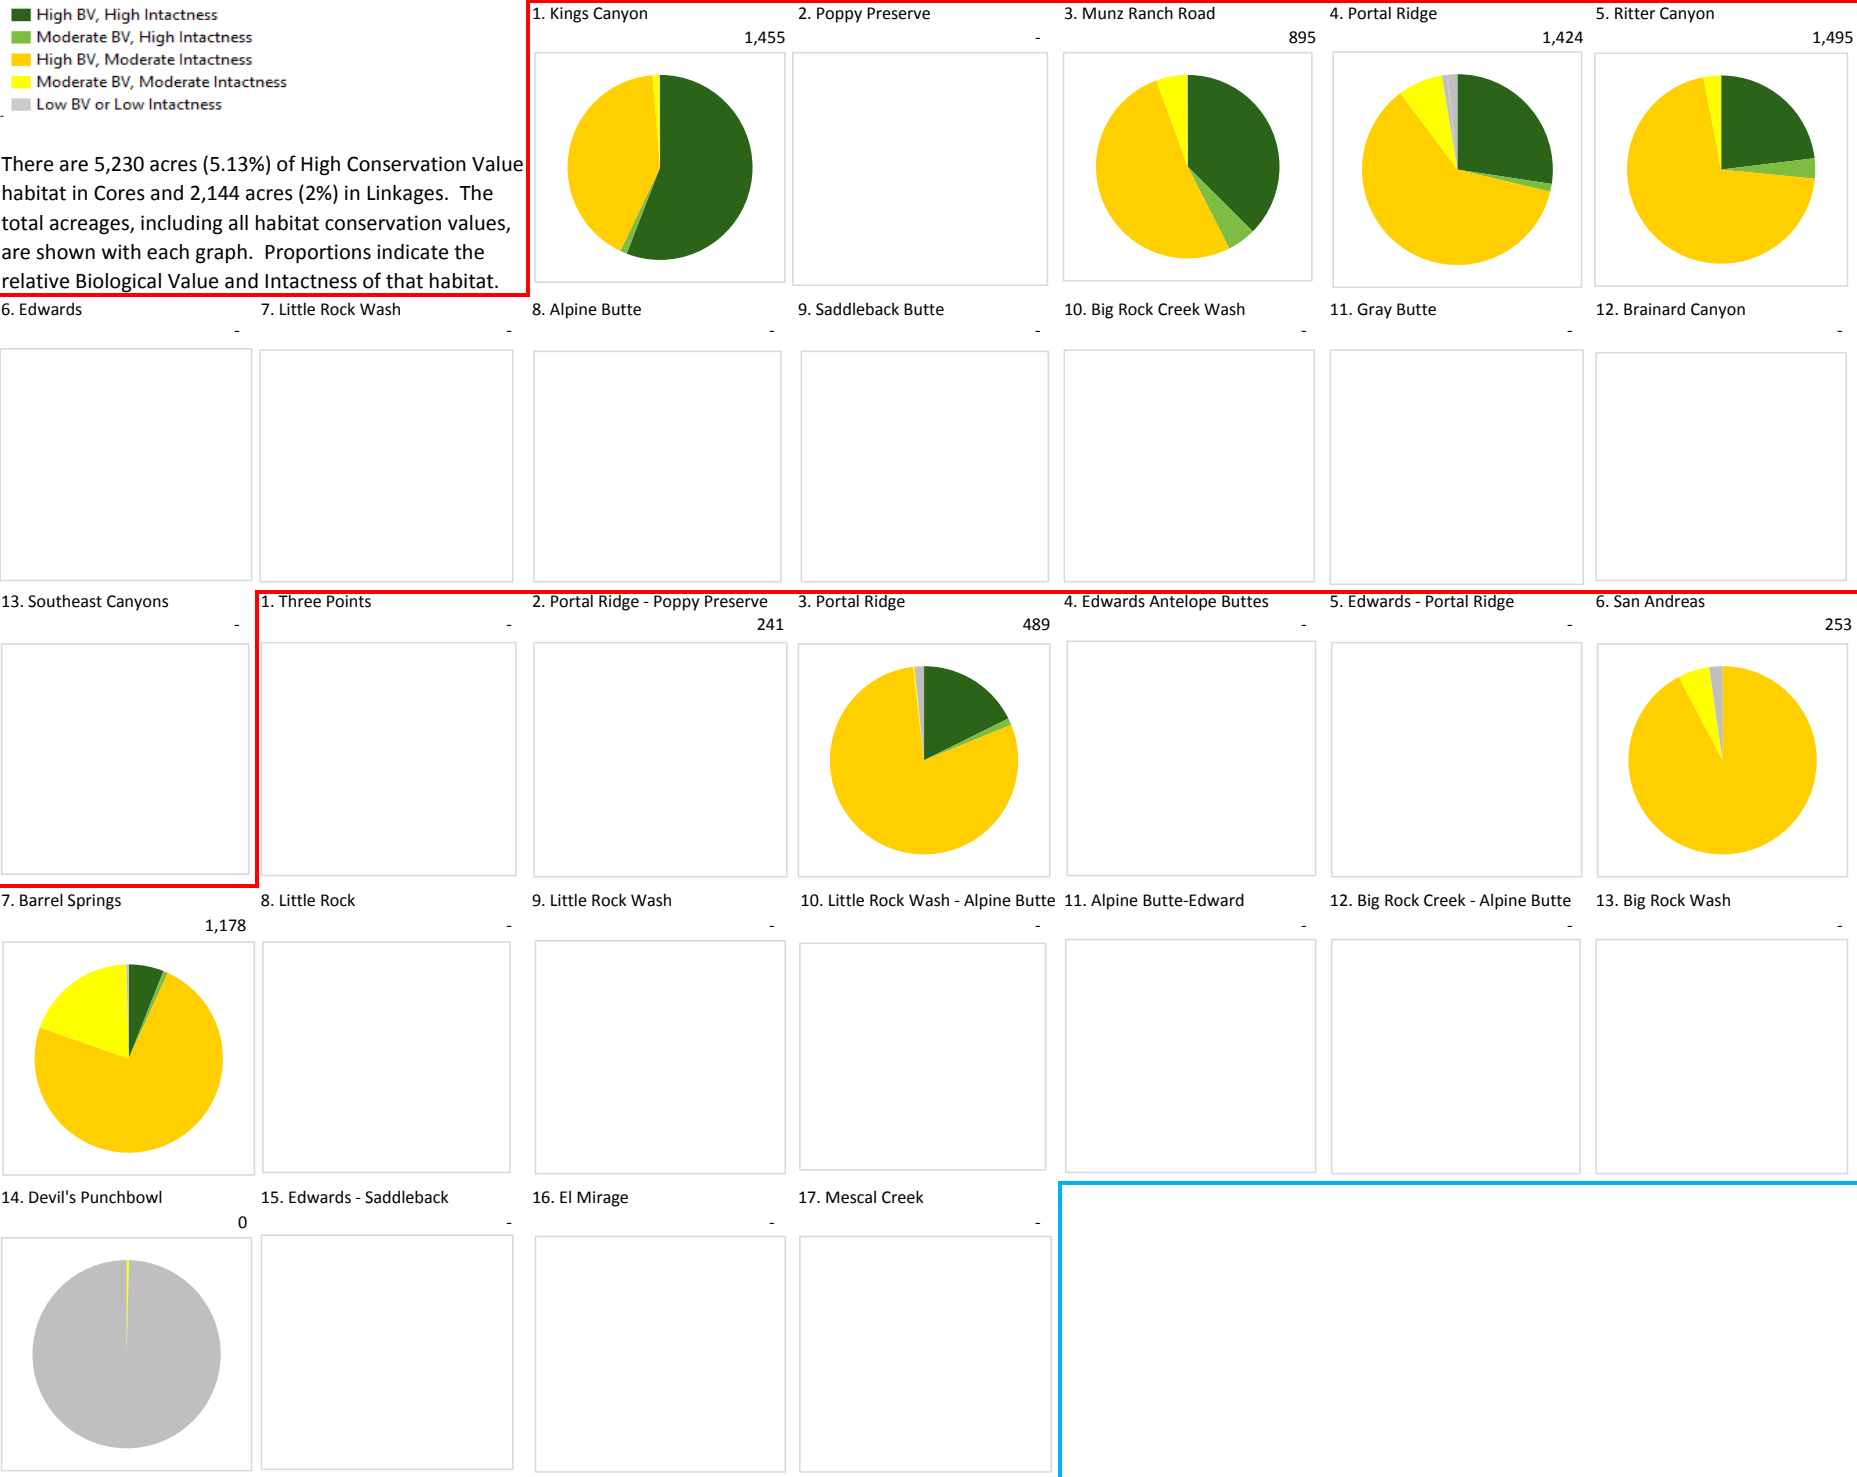 High BV, High Intactness
Moderate BV, High Intactness
High BV, Moderate Intactness
Moderate BV, Moderate Intactness
Low BV or Low Intactness
There are 5,230 acres (5.13%) of High Conservation Value
habitat in Cores and 2,144 acres (2%) in Linkages.  The
total acreages, including all habitat conservation values,
are shown with each graph.  Proportions indicate the
relative Biological Value and Intactness of that habitat.
1. Kings Canyon
1,455
2. Poppy Preserve
-
3. Munz Ranch Road
895
4. Portal Ridge
1,424
5. Ritter Canyon
1,495
6. Edwards
-
7. Little Rock Wash
-
8. Alpine Butte
-
9. Saddleback Butte
-
10. Big Rock Creek Wash
-
11. Gray Butte
-
12. Brainard Canyon
-
13. Southeast Canyons
-
1. Three Points
-
2. Portal Ridge - Poppy Preserve
241
3. Portal Ridge
489
4. Edwards Antelope Buttes
-
5. Edwards - Portal Ridge
-
6. San Andreas
253
7. Barrel Springs
1,178
8. Little Rock
-
9. Little Rock Wash
-
10. Little Rock Wash - Alpine Butte
-
11. Alpine Butte-Edward
-
12. Big Rock Creek - Alpine Butte
-
13. Big Rock Wash
-
14. Devil's Punchbowl
0
15. Edwards - Saddleback
-
16. El Mirage
-
17. Mescal Creek
-